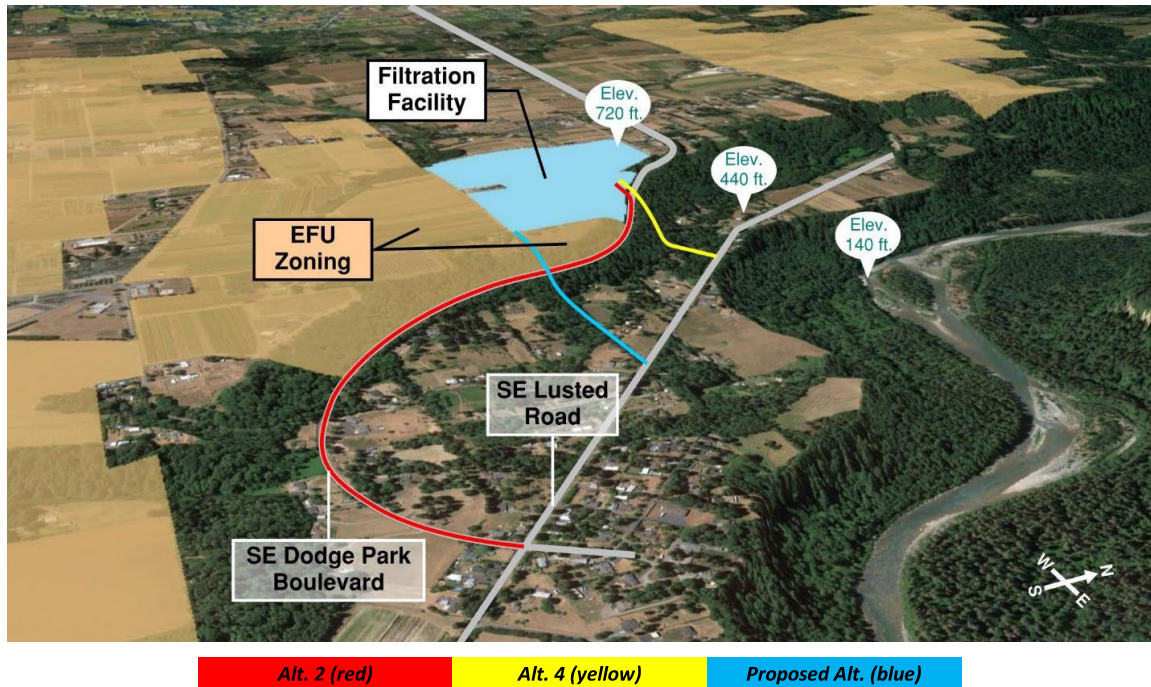 Filtration
Facility
Elev.
720 ft.
Elev.
440 ft.
Elev.
140 ft.
EFU
Zoning
SE Lusted
Road
SE Dodge Park
Boulevard
W
N
S
E
Alt. 2 (red)
Alt. 4 (yellow)
Proposed Alt. (blue)